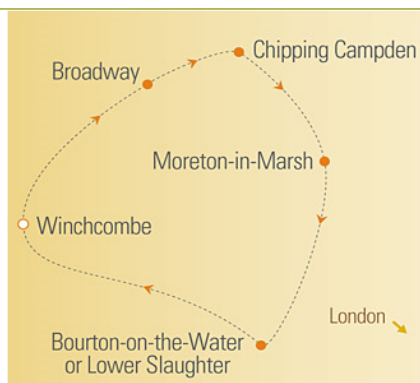 Chipping Campden
Broadway
Moreton-in-Marsh
Winchcombe
London
Bourton-on-the-Water
or Lower Slaughter